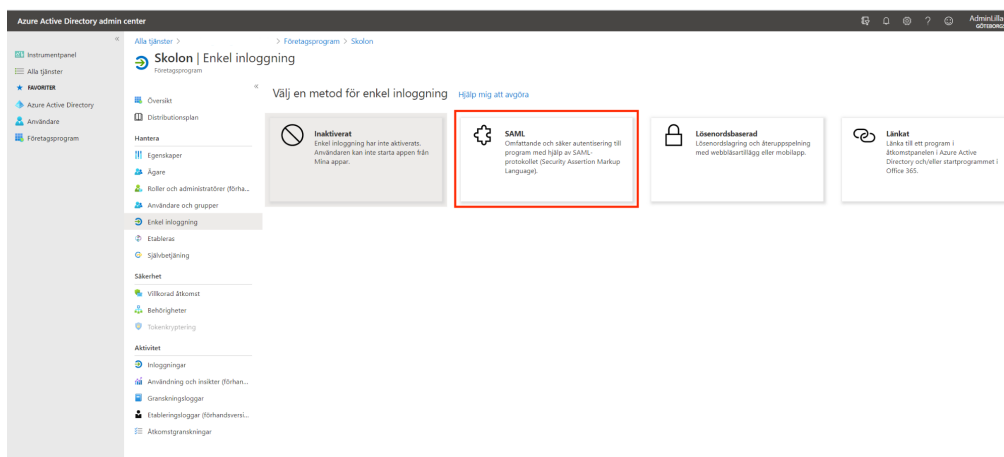 Azure Active Directory admin center
AdminLilla
GÖTEBORG
Instrumentpanel
Alla tjänster
FAVORITER
Azure Active Directory
Användare
Företagsprogram
Alla tjänster >
> Företagsprogram > Skolon
Skolon | Enkel inloggning
Företagsprogram
Översikt
Distributionsplan
Hantera
Egenskaper
Ägare
Roller och administratörer (förha...
Användare och grupper
Enkel inloggning
Etableras
Självbetjäning
Säkerhet
Villkorad åtkomst
Behörigheter
Tokenkryptering
Aktivitet
Inloggningar
Användning och insikter (förhan...
Granskningsloggar
Etableringsloggar (förhandsversi...
Åtkomstgranskningar
Välj en metod för enkel inloggning Hjälp mig att avgöra
Inaktiverat
Enkel inloggning har inte aktiverats.
Användaren kan inte starta appen från
Mina appar.
SAML
Omfattande och säker autentisering till
program med hjälp av SAML-
protokollet (Security Assertion Markup
Language).
Lösenordsbaserad
Lösenordslagring och återuppspelning
med webbläsartillägg eller mobilapp.
Länkat
Länka till ett program i
åtkomstpanelen i Azure Active
Directory och/eller startprogrammet i
Office 365.